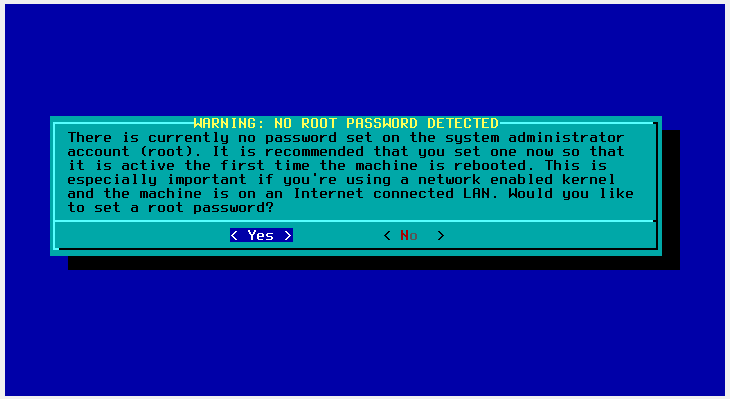 WARNING: NO ROOT PASSWORD DETECTED
There is currently no password set on the system administrator
account (root). It is recommended that you set one now so that
it is active the first time the machine is rebooted. This is
especially important if you're using a network enabled kernel
and the machine is on an Internet connected LAN. Would you like
to set a root password?
< Yes > < No >